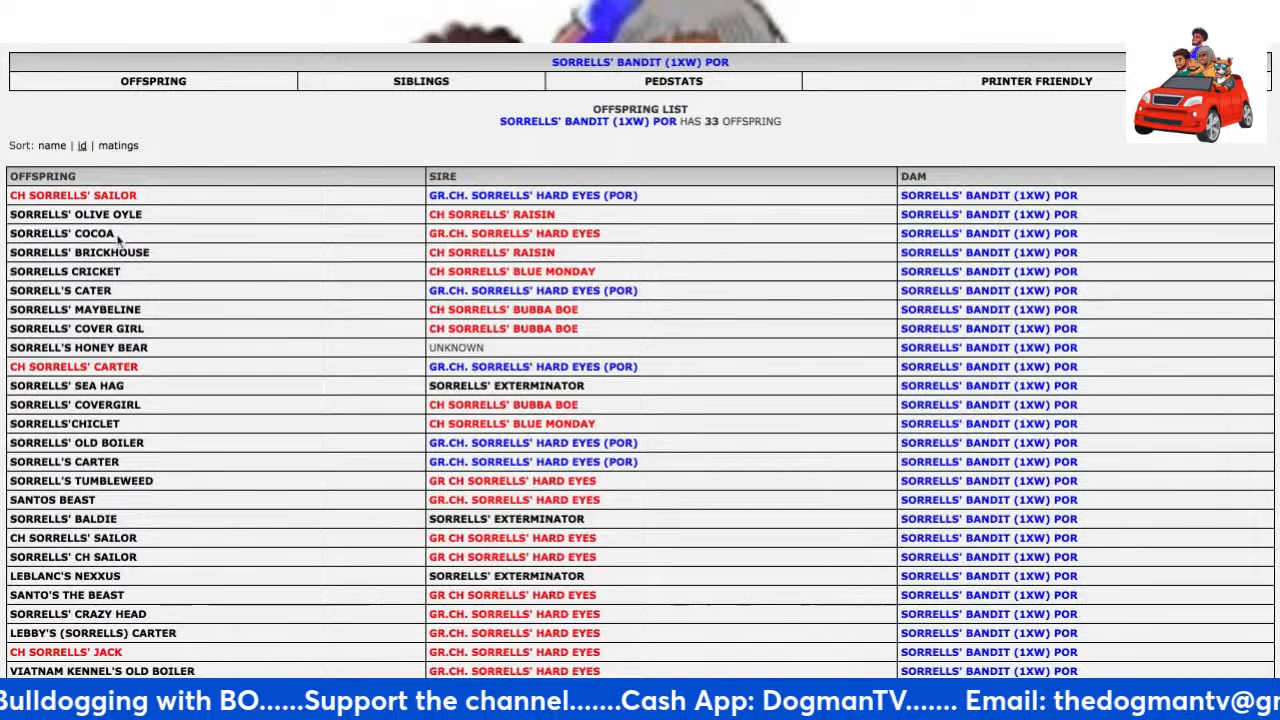 SORRELLS' BANDIT (1XW) POR
OFFSPRING SIBLINGS PEDSTATS PRINTER FRIENDLY
OFFSPRING LIST
SORRELLS' BANDIT (1XW) POR HAS 33 OFFSPRING
Sort: name | id | matings
OFFSPRING SIRE DAM
CH SORRELLS' SAILOR GR.CH. SORRELLS' HARD EYES (POR) SORRELLS' BANDIT (1XW) POR
SORRELLS' OLIVE OYLE CH SORRELLS' RAISIN SORRELLS' BANDIT (1XW) POR
SORRELLS' COCOA GR.CH. SORRELLS' HARD EYES SORRELLS' BANDIT (1XW) POR
SORRELLS' BRICKHOUSE CH SORRELLS' RAISIN SORRELLS' BANDIT (1XW) POR
SORRELLS CRICKET CH SORRELLS' BLUE MONDAY SORRELLS' BANDIT (1XW) POR
SORRELL'S CATER GR.CH. SORRELLS' HARD EYES (POR) SORRELLS' BANDIT (1XW) POR
SORRELLS' MAYBELINE CH SORRELLS' BUBBA BOE SORRELLS' BANDIT (1XW) POR
SORRELLS' COVER GIRL CH SORRELLS' BUBBA BOE SORRELLS' BANDIT (1XW) POR
SORRELL'S HONEY BEAR UNKNOWN SORRELLS' BANDIT (1XW) POR
CH SORRELLS' CARTER GR.CH. SORRELLS' HARD EYES (POR) SORRELLS' BANDIT (1XW) POR
SORRELLS' SEA HAG SORRELLS' EXTERMINATOR SORRELLS' BANDIT (1XW) POR
SORRELLS' COVERGIRL CH SORRELLS' BUBBA BOE SORRELLS' BANDIT (1XW) POR
SORRELLS'CHICLET CH SORRELLS' BLUE MONDAY SORRELLS' BANDIT (1XW) POR
SORRELLS' OLD BOILER GR.CH. SORRELLS' HARD EYES (POR) SORRELLS' BANDIT (1XW) POR
SORRELL'S CARTER GR.CH. SORRELLS' HARD EYES (POR) SORRELLS' BANDIT (1XW) POR
SORRELL'S TUMBLEWEED GR CH SORRELLS' HARD EYES SORRELLS' BANDIT (1XW) POR
SANTOS BEAST GR.CH. SORRELLS' HARD EYES SORRELLS' BANDIT (1XW) POR
SORRELLS' BALDIE SORRELLS' EXTERMINATOR SORRELLS' BANDIT (1XW) POR
CH SORRELLS' SAILOR GR CH SORRELLS' HARD EYES SORRELLS' BANDIT (1XW) POR
SORRELLS' CH SAILOR GR CH SORRELLS' HARD EYES SORRELLS' BANDIT (1XW) POR
LEBLANC'S NEXXUS SORRELLS' EXTERMINATOR SORRELLS' BANDIT (1XW) POR
SANTO'S THE BEAST GR CH SORRELLS' HARD EYES SORRELLS' BANDIT (1XW) POR
SORRELLS' CRAZY HEAD GR.CH. SORRELLS' HARD EYES SORRELLS' BANDIT (1XW) POR
LEBBY'S (SORRELLS) CARTER GR.CH. SORRELLS' HARD EYES SORRELLS' BANDIT (1XW) POR
CH SORRELLS' JACK GR.CH. SORRELLS' HARD EYES SORRELLS' BANDIT (1XW) POR
VIATNAM KENNEL'S OLD BOILER GR.CH. SORRELLS' HARD EYES SORRELLS' BANDIT (1XW) POR
Bulldogging with BO......Support the channel.......Cash App: DogmanTV....... Email: thedogmantv@g